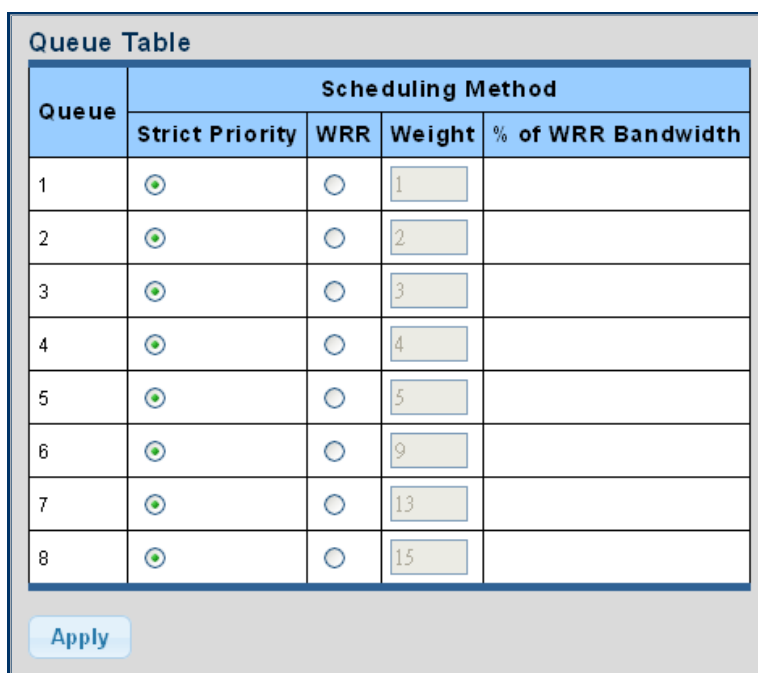 Queue Table
Queue
Scheduling Method
Strict Priority WRR Weight % of WRR Bandwidth
1 1
2 2
3 3
4 4
5 5
6 9
7 13
8 15
Apply